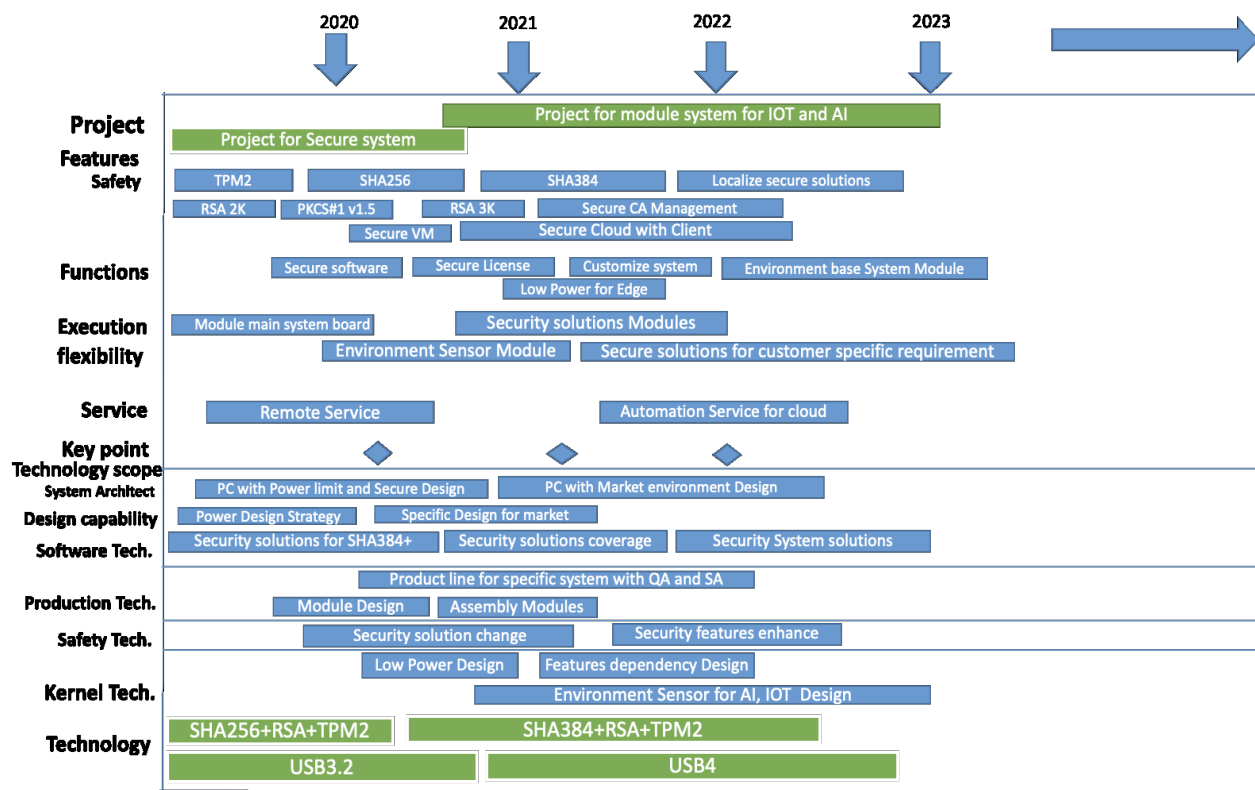 2020 2021 2022 2023
Project
Project for module system for IOT and AI
Project for Secure system
Features
Safety
TPM2 SHA256 SHA384 Localize secure solutions
RSA 2K PKCS#1 v1.5 RSA 3K Secure CA Management
Secure VM Secure Cloud with Client
Functions
Secure software Secure License Customize system Environment base System Module
Low Power for Edge
Execution
Module main system board Security solutions Modules
flexibility
Environment Sensor Module Secure solutions for customer specific requirement
Service
Remote Service Automation Service for cloud
Key point
Technology scope
System Architect PC with Power limit and Secure Design PC with Market environment Design
Design capability Power Design Strategy Specific Design for market
Software Tech. Security solutions for SHA384+ Security solutions coverage Security System solutions
Product line for specific system with QA and SA
Production Tech. Module Design Assembly Modules
Safety Tech. Security solution change Security features enhance
Low Power Design Features dependency Design
Kernel Tech. Environment Sensor for AI, IOT Design
Technology
SHA256+RSA+TPM2 SHA384+RSA+TPM2
USB3.2 USB4